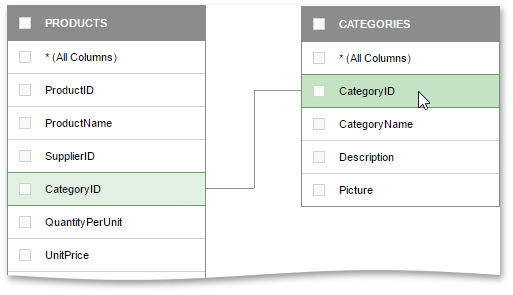 PRODUCTS
* (All Columns)
ProductID
ProductName
SupplierID
CategoryID
QuantityPerUnit
UnitPrice
CATEGORIES
* (All Columns)
CategoryID
CategoryName
Description
Picture